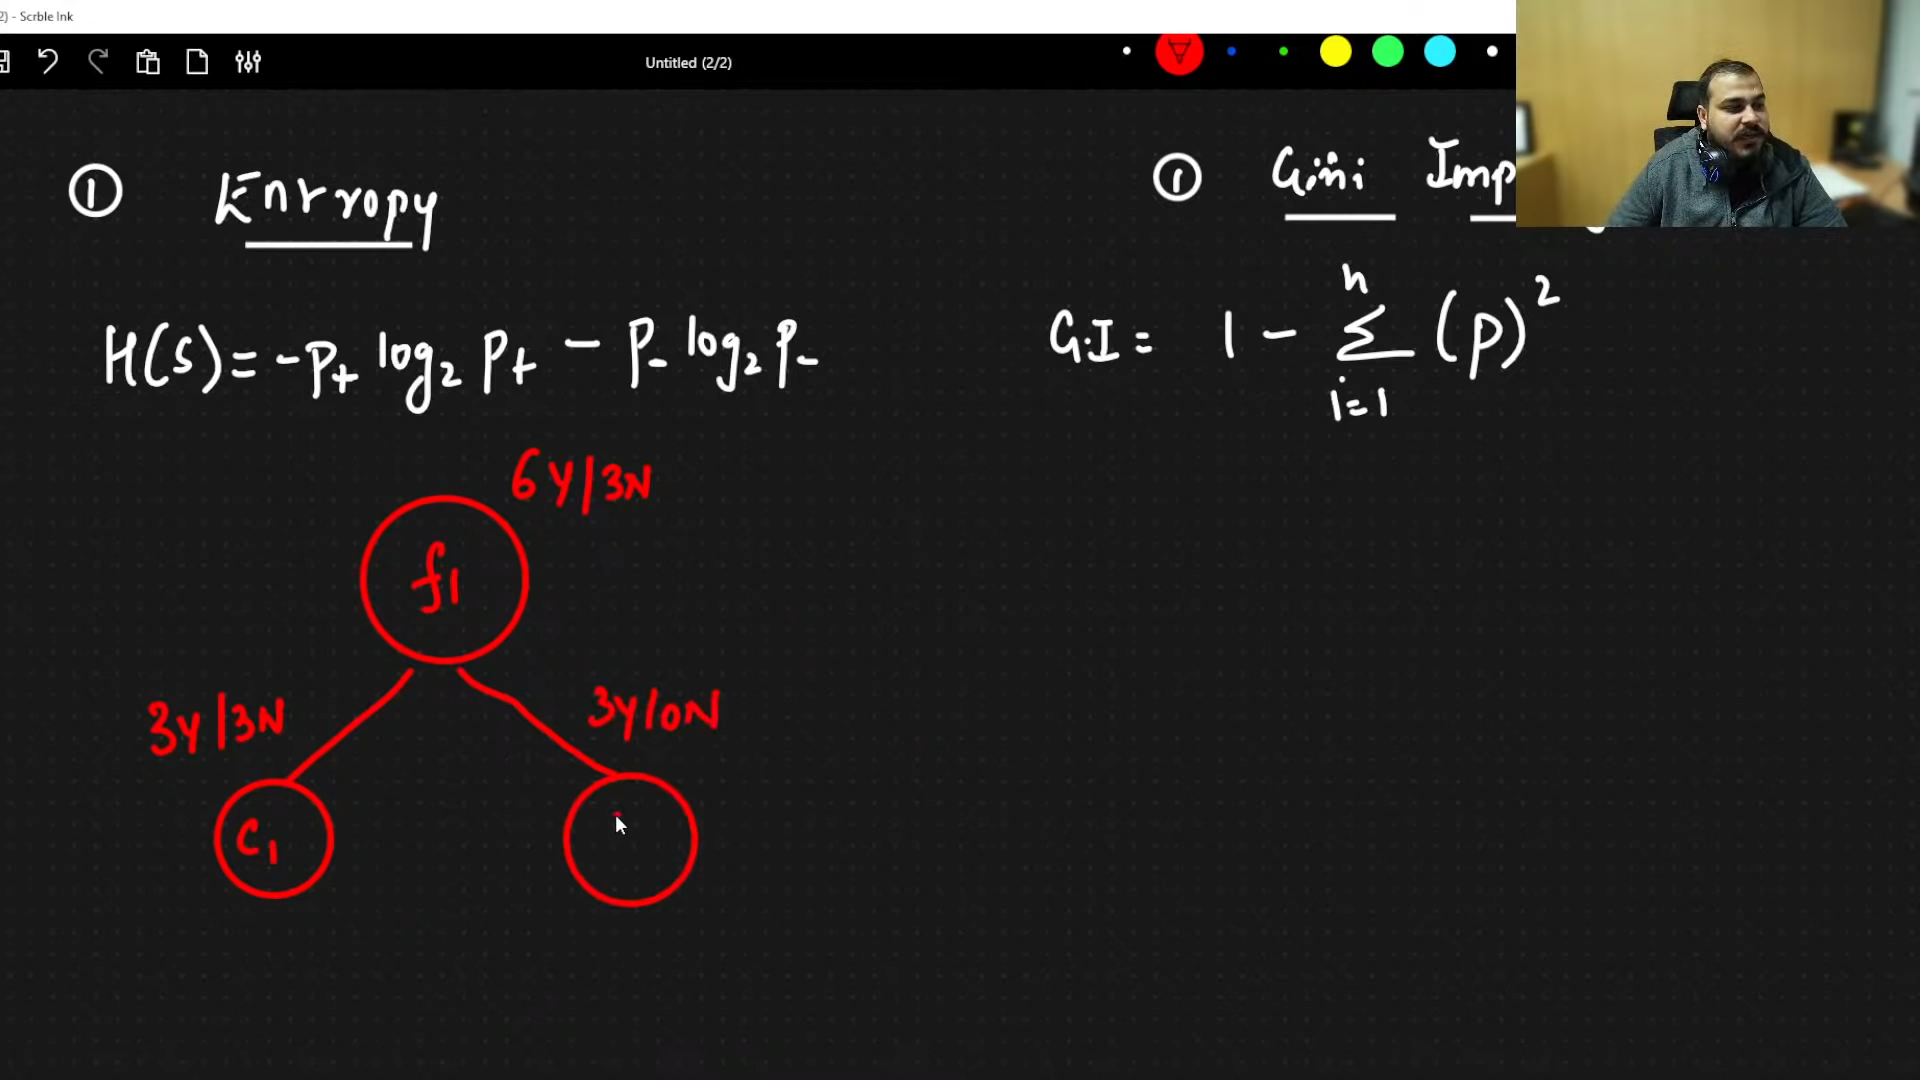 2) - Scrble Ink
Untitled (2/2)
① Entropy
① Gini Imp
H(S) = -P+ log2 P+ - P- log2 P-
G.I = 1 - n Σ i=1 (p)²
6Y/3N
f1
3Y/3N
3Y/0N
C1